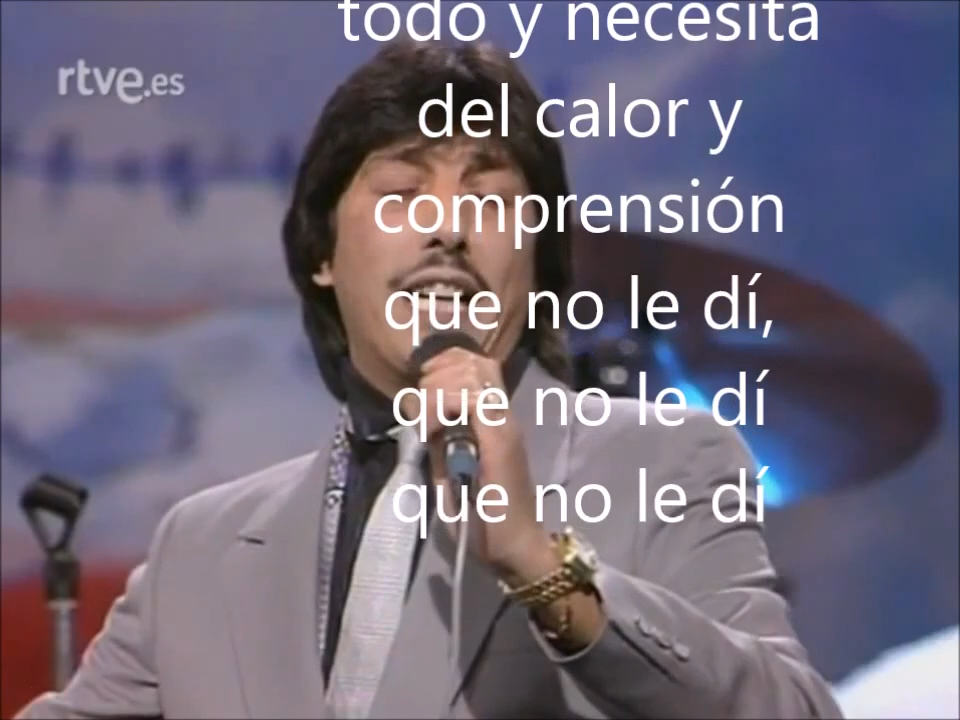 todo y necesita
rtve.es
del calor y
comprensión
que no le dí,
que no le dí
que no le dí